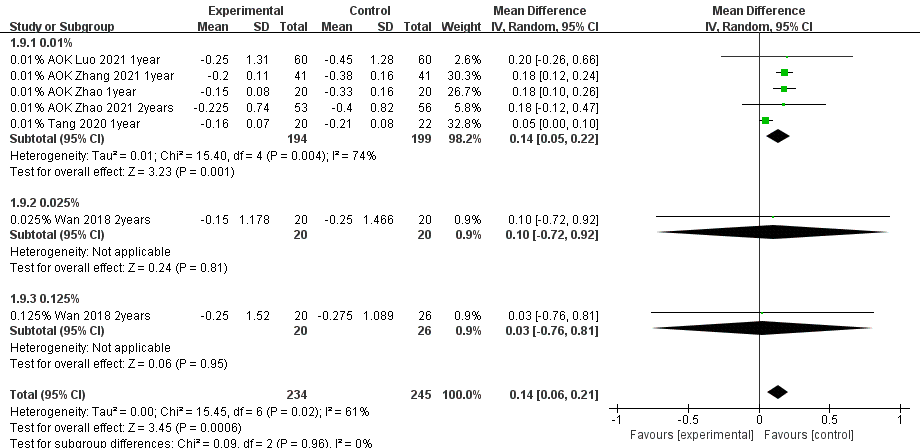 Experimental Control Mean Difference Mean Difference
Study or Subgroup Mean SD Total Mean SD Total Weight IV, Random, 95% CI IV, Random, 95% CI
1.9.1 0.01%
0.01% AOK Luo 2021 1year -0.25 1.31 60 -0.45 1.28 60 2.6% 0.20 [-0.26, 0.66]
0.01% AOK Zhang 2021 1year -0.2 0.11 41 -0.38 0.16 41 30.3% 0.18 [0.12, 0.24]
0.01% AOK Zhao 1year -0.15 0.08 20 -0.33 0.16 20 26.7% 0.18 [0.10, 0.26]
0.01% AOK Zhao 2021 2years -0.225 0.74 53 -0.4 0.82 56 5.9% 0.18 [-0.12, 0.47]
0.01% Tang 2020 1year -0.16 0.07 20 -0.21 0.08 22 32.8% 0.05 [0.00, 0.10]
Subtotal (95% CI) 194 199 98.2% 0.14 [0.05, 0.22]
Heterogeneity: Tau² = 0.01; Chi² = 15.40, df = 4 (P = 0.004); I² = 74%
Test for overall effect: Z = 3.23 (P = 0.001)
1.9.2 0.025%
0.025% Wan 2018 2years -0.15 1.178 20 -0.25 1.466 20 0.9% 0.10 [-0.72, 0.92]
Subtotal (95% CI) 20 20 0.9% 0.10 [-0.72, 0.92]
Heterogeneity: Not applicable
Test for overall effect: Z = 0.24 (P = 0.81)
1.9.3 0.125%
0.125% Wan 2018 2years -0.25 1.52 20 -0.275 1.089 26 0.9% 0.03 [-0.76, 0.81]
Subtotal (95% CI) 20 26 0.9% 0.03 [-0.76, 0.81]
Heterogeneity: Not applicable
Test for overall effect: Z = 0.06 (P = 0.95)
Total (95% CI) 234 245 100.0% 0.14 [0.06, 0.21]
Heterogeneity: Tau² = 0.00; Chi² = 15.45, df = 6 (P = 0.02); I² = 61%
Test for overall effect: Z = 3.45 (P = 0.0006)
Test for subgroup differences: Chi² = 0.09, df = 2 (P = 0.96), I² = 0%
-1 -0.5 0 0.5 1
Favours [experimental] Favours [control]